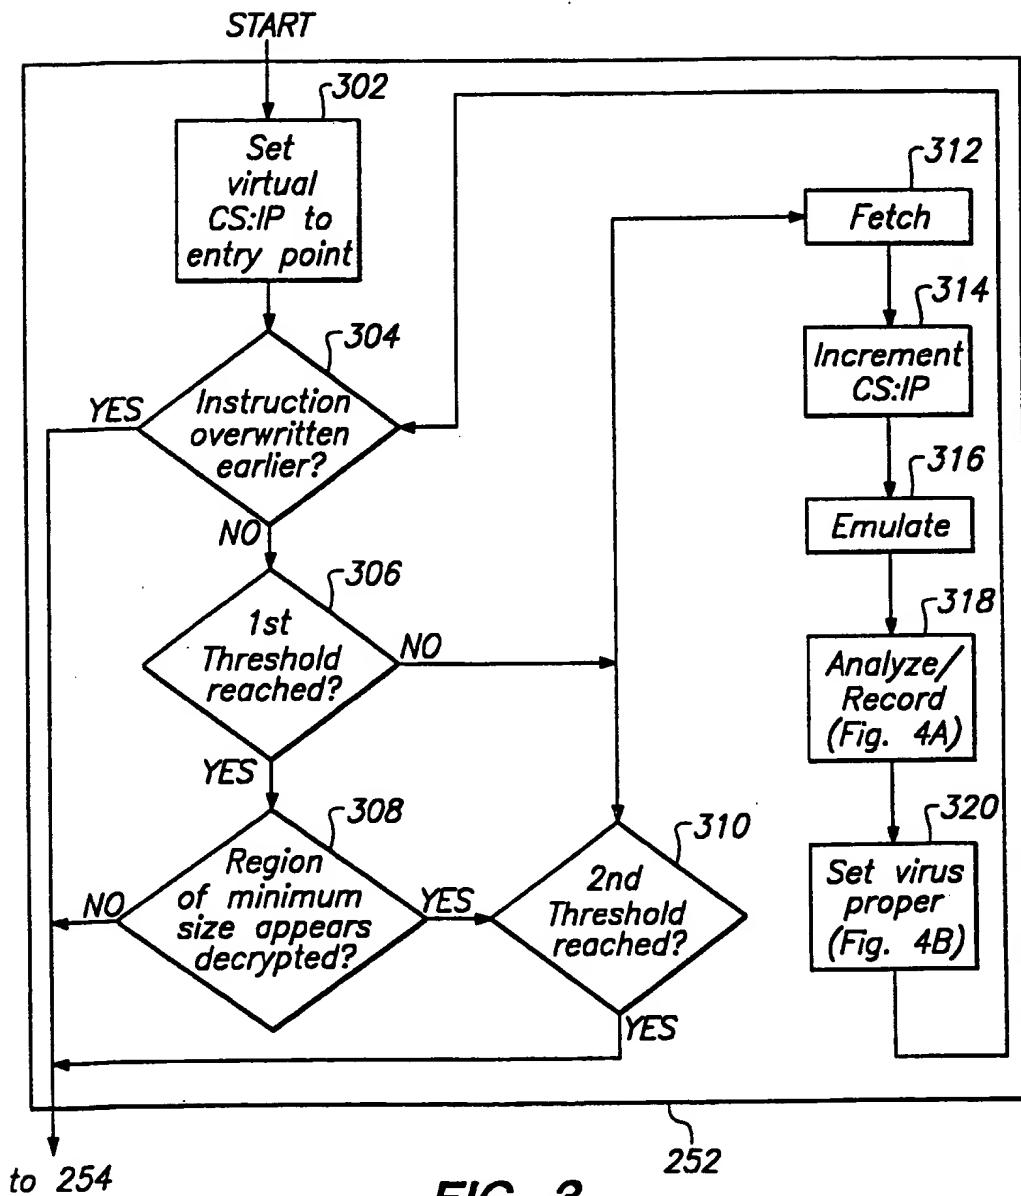 START
302
Set
virtual
CS:IP to
entry point
304
Instruction
overwritten
earlier?
YES
NO
306
1st
Threshold
reached?
NO
YES
308
Region
of minimum
size appears
decrypted?
NO
YES
310
2nd
Threshold
reached?
YES
312
Fetch
314
Increment
CS:IP
316
Emulate
318
Analyze/
Record
(Fig. 4A)
320
Set virus
proper
(Fig. 4B)
252
to 254
FIG. 3